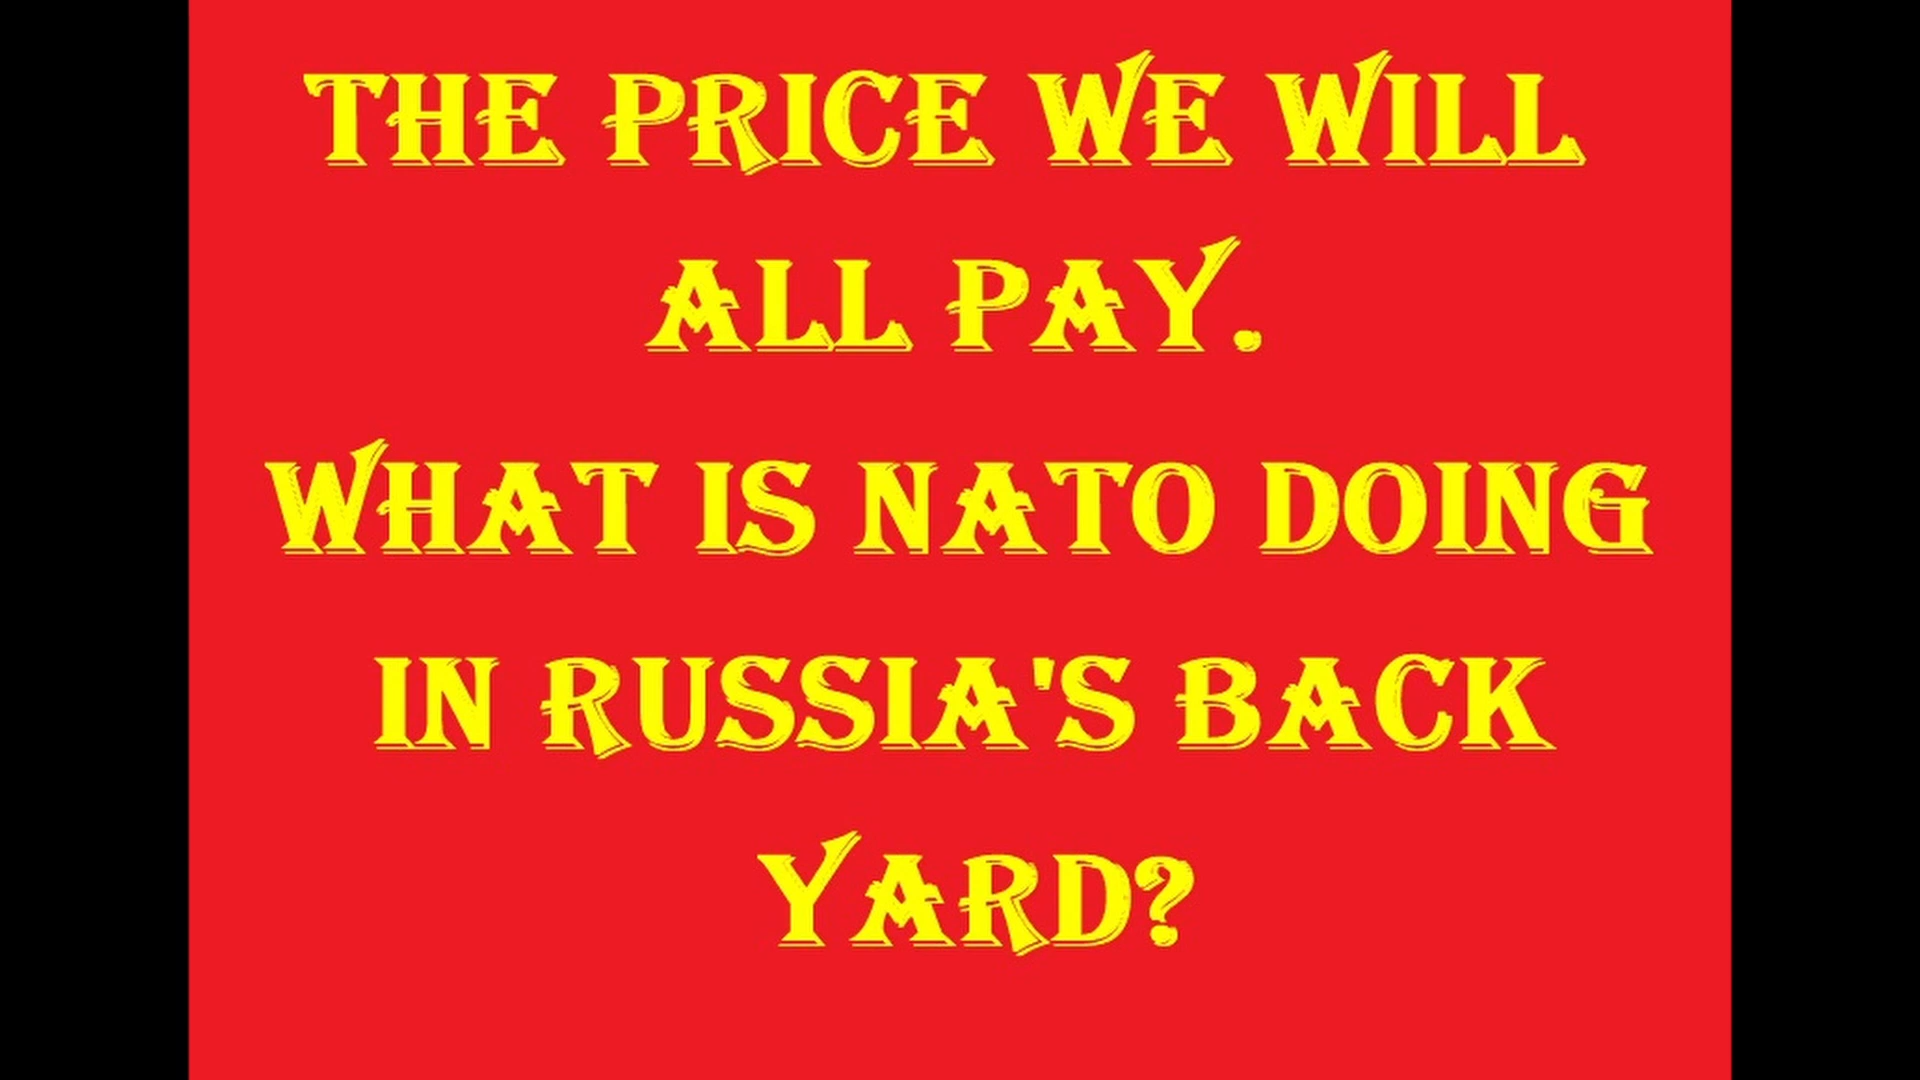 THE PRICE WE WILL
ALL PAY.
WHAT IS NATO DOING
IN RUSSIA'S BACK
YARD?